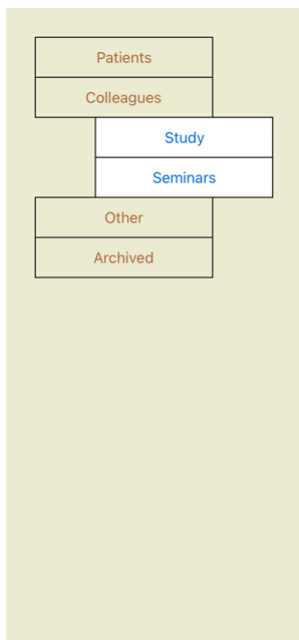 Patients
Colleagues
Study
Seminars
Other
Archived